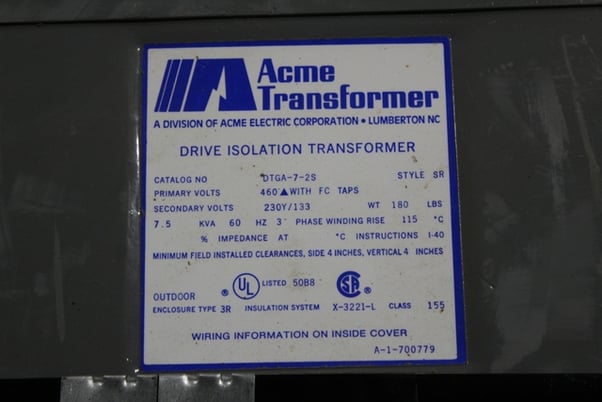 Acme
Transformer
A DIVISION OF ACME ELECTRIC CORPORATION • LUMBERTON NC
DRIVE ISOLATION TRANSFORMER
CATALOG NO DTGA-7-2S STYLE SR
PRIMARY VOLTS 460 ▲ WITH FC TAPS
SECONDARY VOLTS 230Y/133 WT 180 LBS
7.5 KVA 60 HZ 3 PHASE WINDING RISE 115 °C
% IMPEDANCE AT °C INSTRUCTIONS I-40
MINIMUM FIELD INSTALLED CLEARANCES, SIDE 4 INCHES, VERTICAL 4 INCHES
® UL LISTED 50B8 SA ®
OUTDOOR
ENCLOSURE TYPE 3R INSULATION SYSTEM X-3221-L CLASS 155
WIRING INFORMATION ON INSIDE COVER
A-1-700779